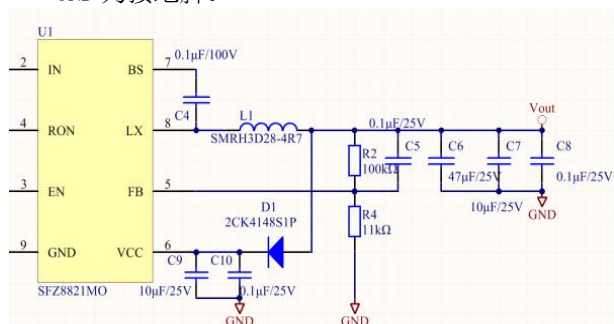 U1
2 IN BS 7
0.1μF/100V
C4
4 RON LX 8
L1
SMRH3D28-4R7
0.1μF/25V
Vout
R2
100kΩ
C5
C6
47μF/25V
C7
10μF/25V
C8
0.1μF/25V
GND
3 EN FB 5
R4
11kΩ
D1
2CK4148S1P
9 GND VCC 6
C9
C10
SFZ8821MO
10μF/25V
0.1μF/25V
GND
GND